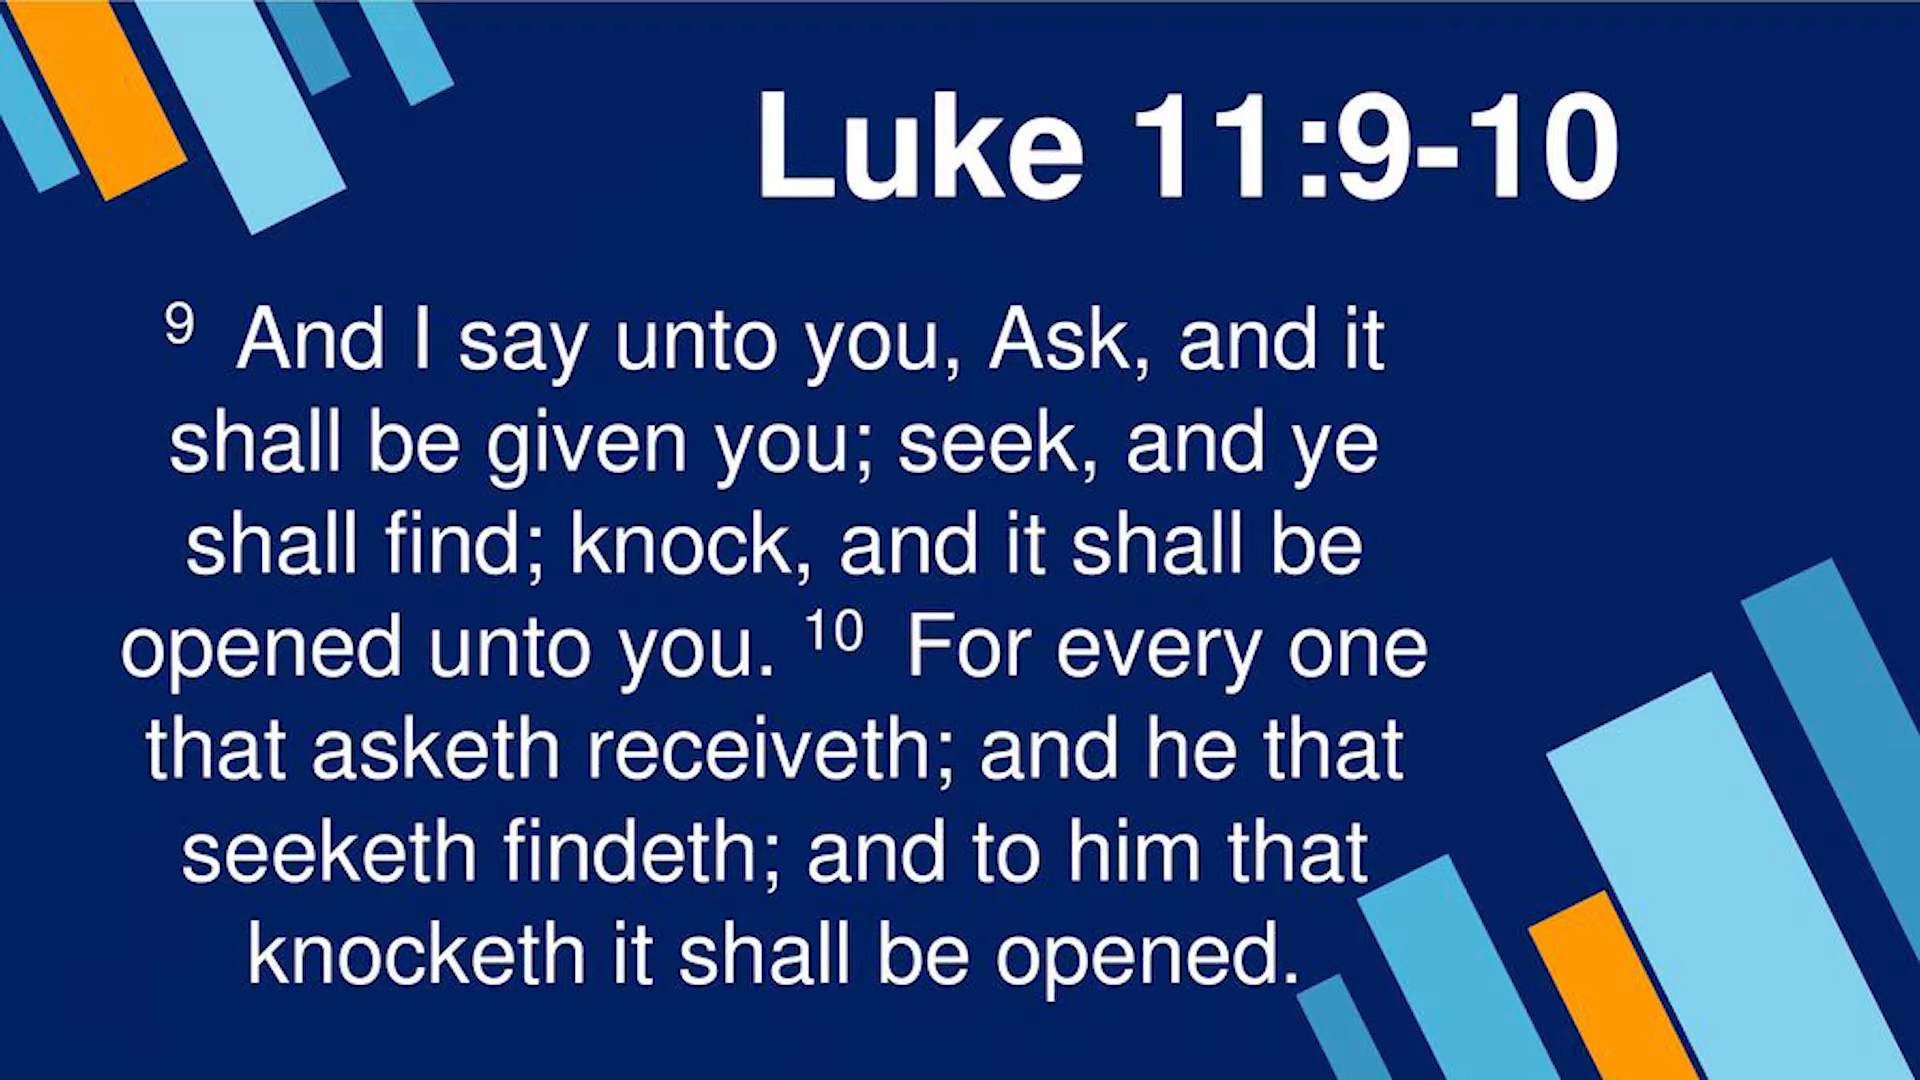 Luke 11:9-10
9 And I say unto you, Ask, and it
shall be given you; seek, and ye
shall find; knock, and it shall be
opened unto you. 10 For every one
that asketh receiveth; and he that
seeketh findeth; and to him that
knocketh it shall be opened.